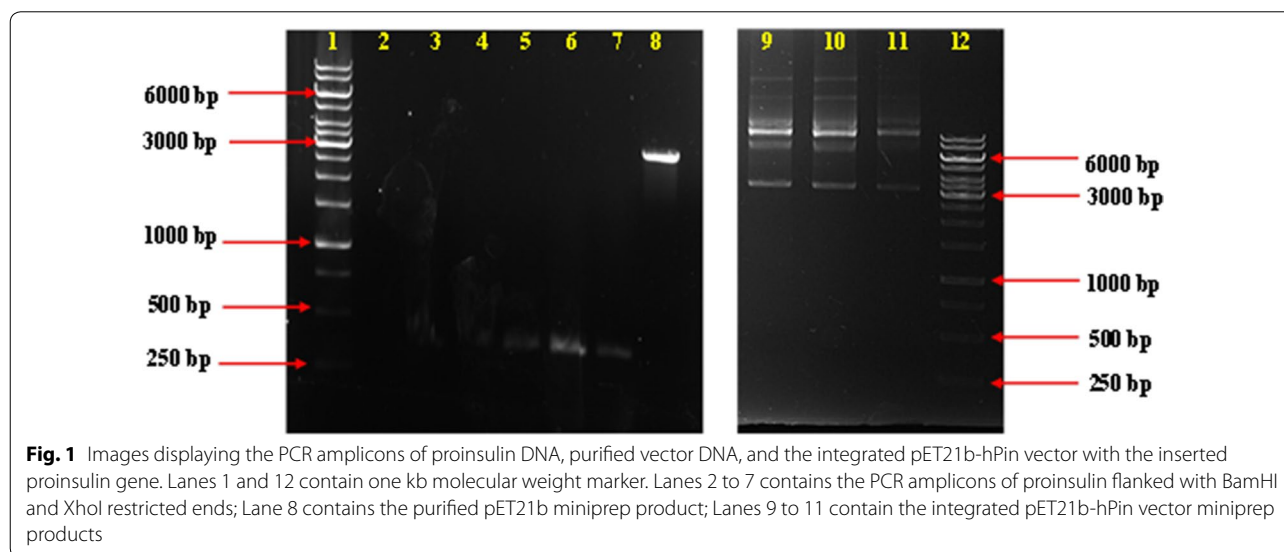 1 2 3 4 5 6 7 8
6000 bp
3000 bp
1000 bp
500 bp
250 bp
9 10 11 12
6000 bp
3000 bp
1000 bp
500 bp
250 bp
Fig. 1 Images displaying the PCR amplicons of proinsulin DNA, purified vector DNA, and the integrated pET21b-hPin vector with the inserted
proinsulin gene. Lanes 1 and 12 contain one kb molecular weight marker. Lanes 2 to 7 contains the PCR amplicons of proinsulin flanked with BamHI
and XhoI restricted ends; Lane 8 contains the purified pET21b miniprep product; Lanes 9 to 11 contain the integrated pET21b-hPin vector miniprep
products